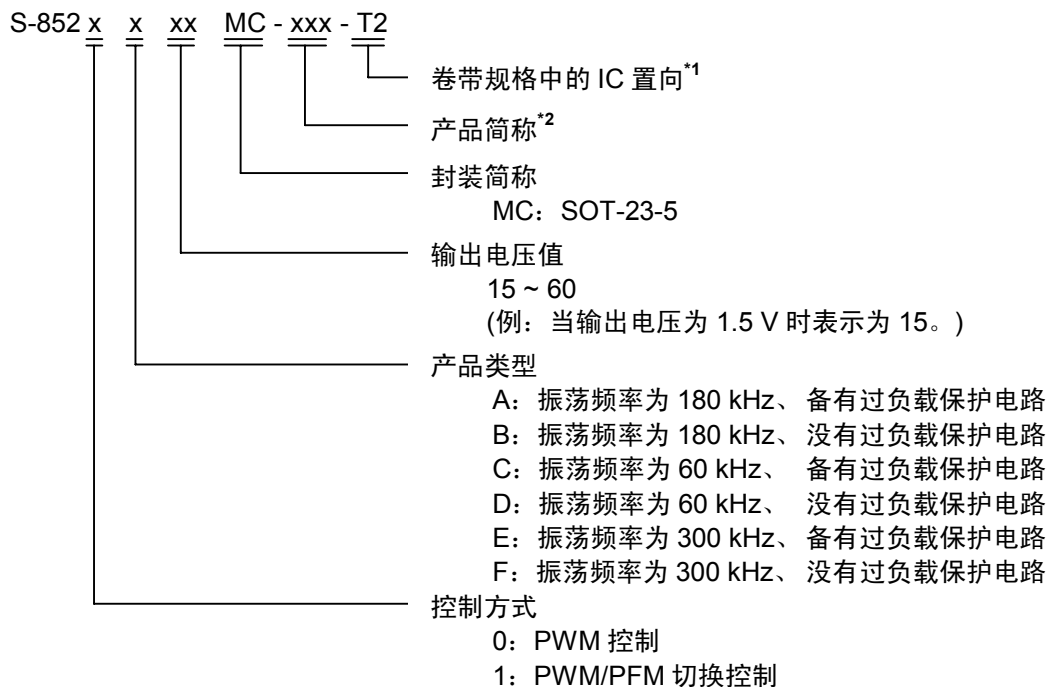 S-852 x x xx MC - xxx - T2
卷带规格中的 IC 置向*1
产品简称*2
封装简称
MC：SOT-23-5
输出电压值
15 ~ 60
(例：当输出电压为 1.5 V 时表示为 15。)
产品类型
A：振荡频率为 180 kHz、备有过负载保护电路
B：振荡频率为 180 kHz、没有过负载保护电路
C：振荡频率为 60 kHz、 备有过负载保护电路
D：振荡频率为 60 kHz、 没有过负载保护电路
E：振荡频率为 300 kHz、备有过负载保护电路
F：振荡频率为 300 kHz、没有过负载保护电路
控制方式
0：PWM 控制
1：PWM/PFM 切换控制